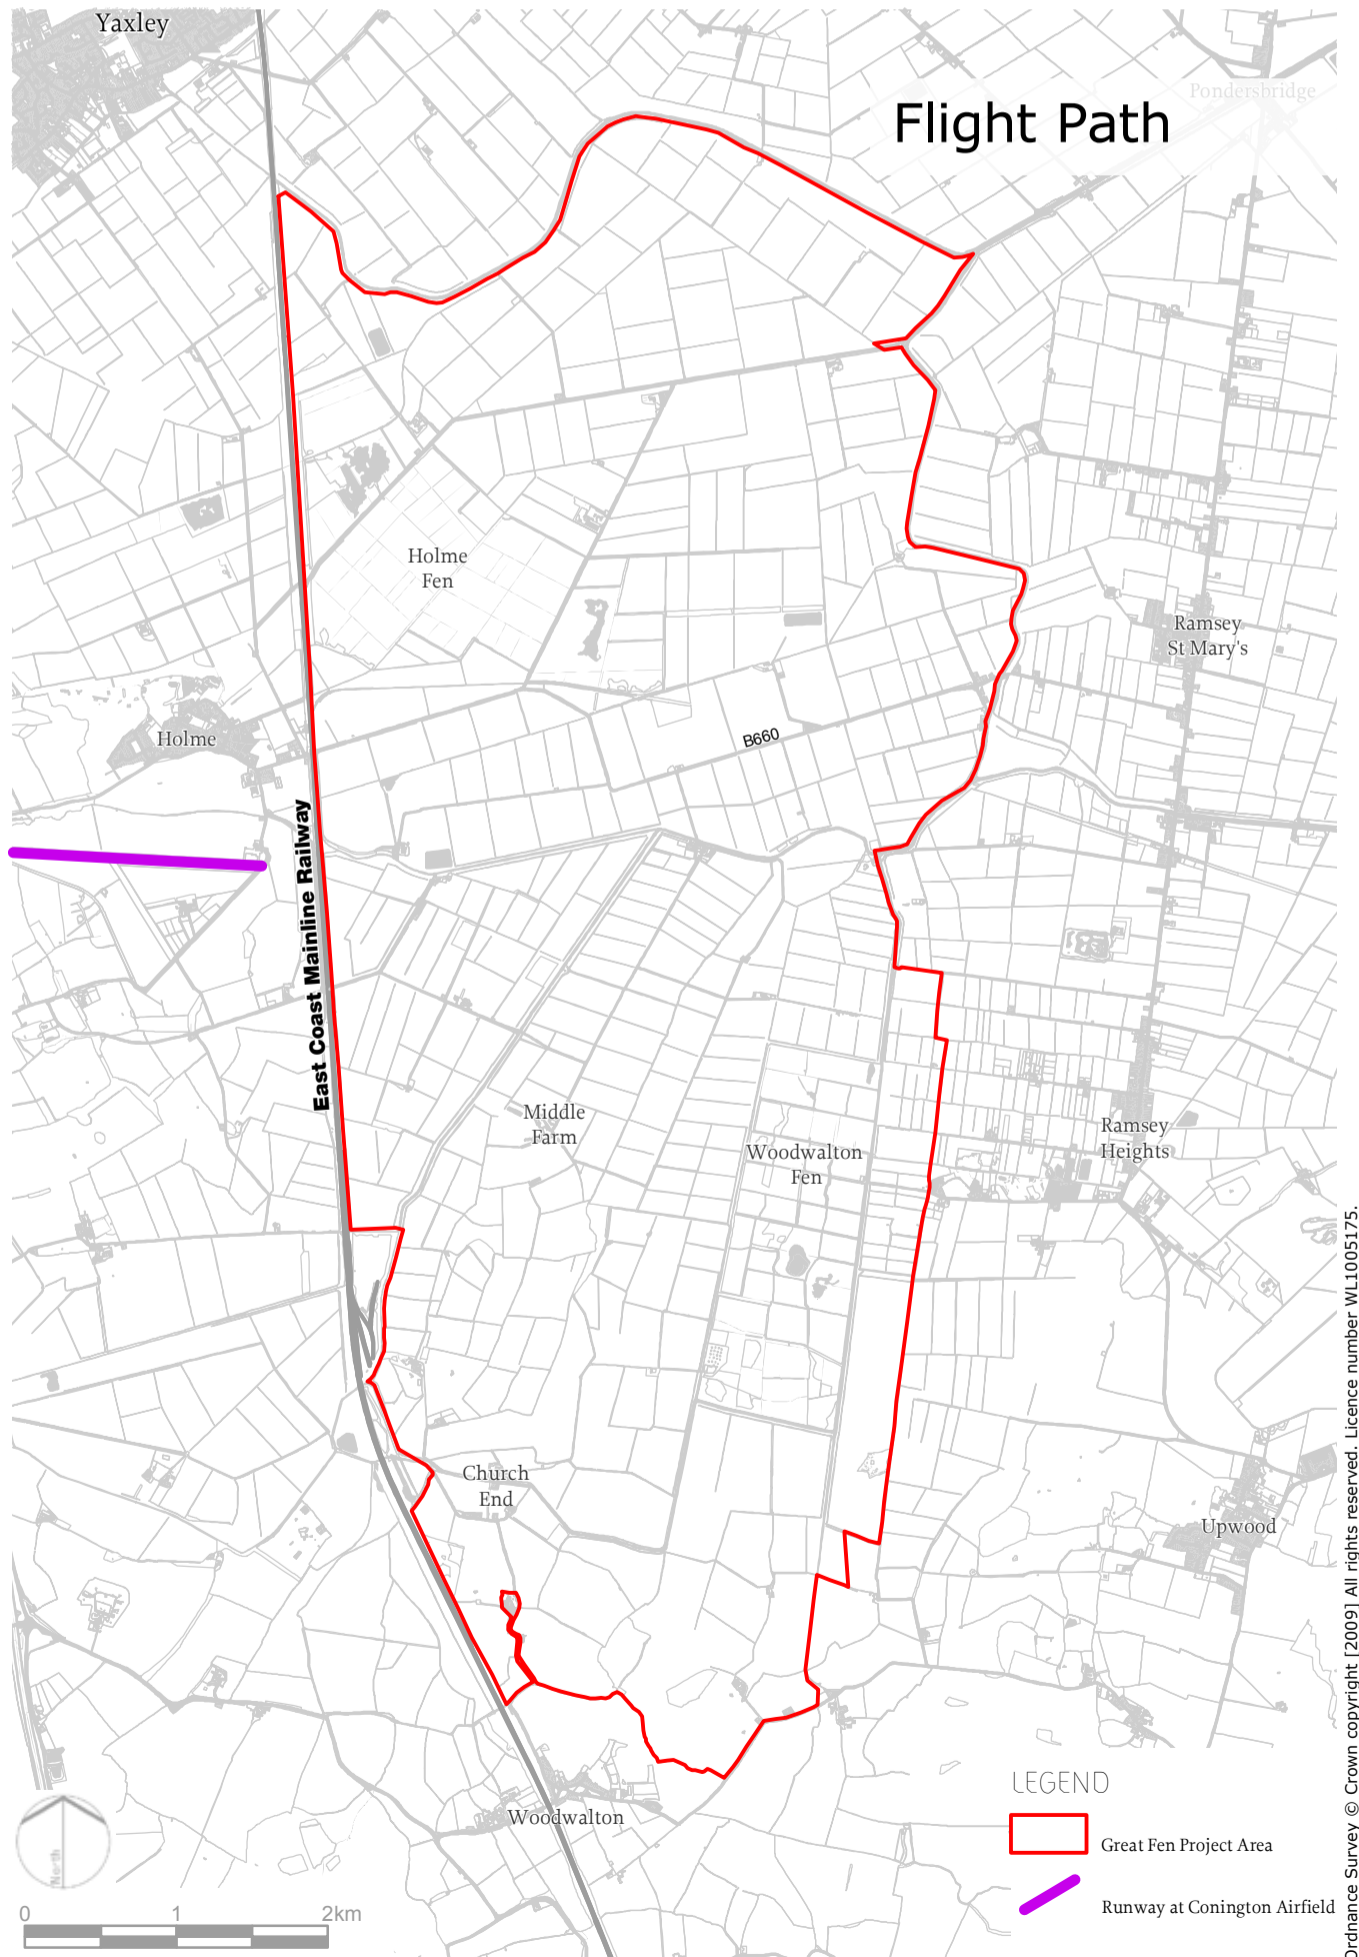 Yaxley
Pondersbridge
Flight Path
Holme
Fen
Ramsey
St Mary's
Holme
B660
East Coast Mainline Railway
Middle
Farm
Woodwalton
Fen
Ramsey
Heights
Church
End
Upwood
Woodwalton
LEGEND
Great Fen Project Area
Runway at Conington Airfield
North
0 1 2km
Ordnance Survey © Crown copyright [2009] All rights reserved. Licence number WL1005175.